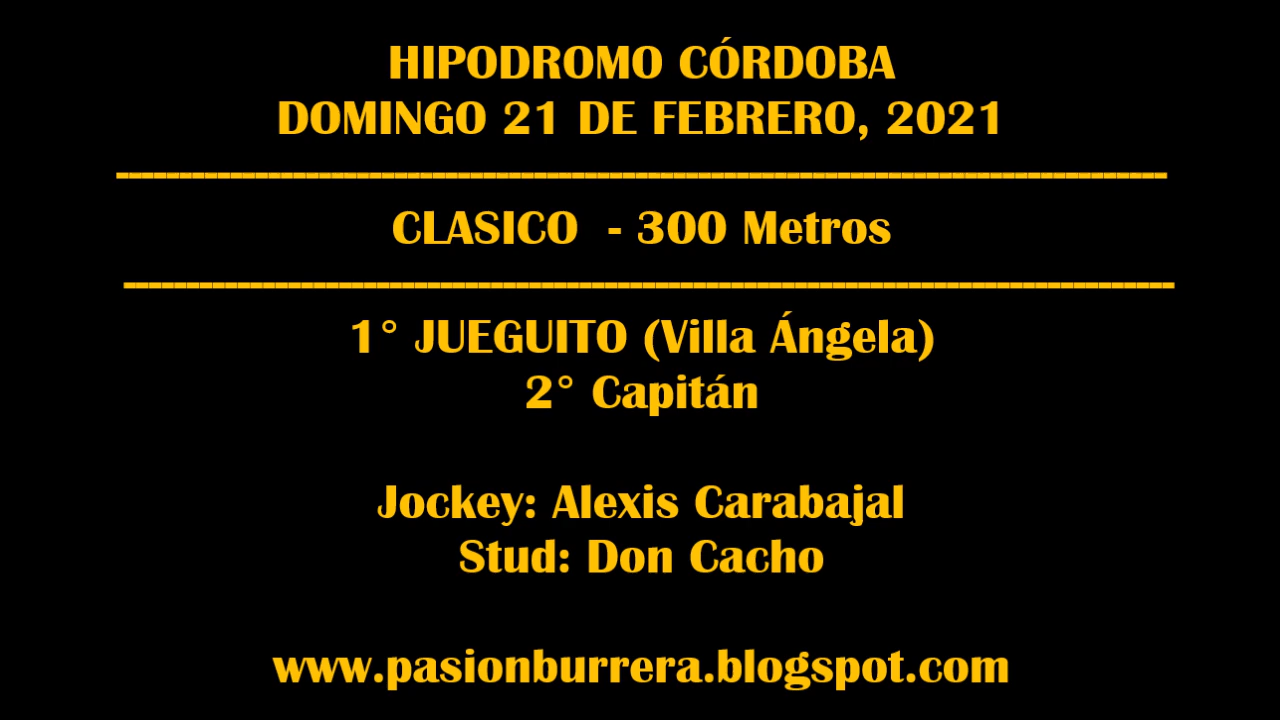 HIPODROMO CÓRDOBA
DOMINGO 21 DE FEBRERO, 2021
CLASICO - 300 Metros
1° JUEGUITO (Villa Ángela)
2° Capitán
Jockey: Alexis Carabajal
Stud: Don Cacho
www.pasionburrera.blogspot.com